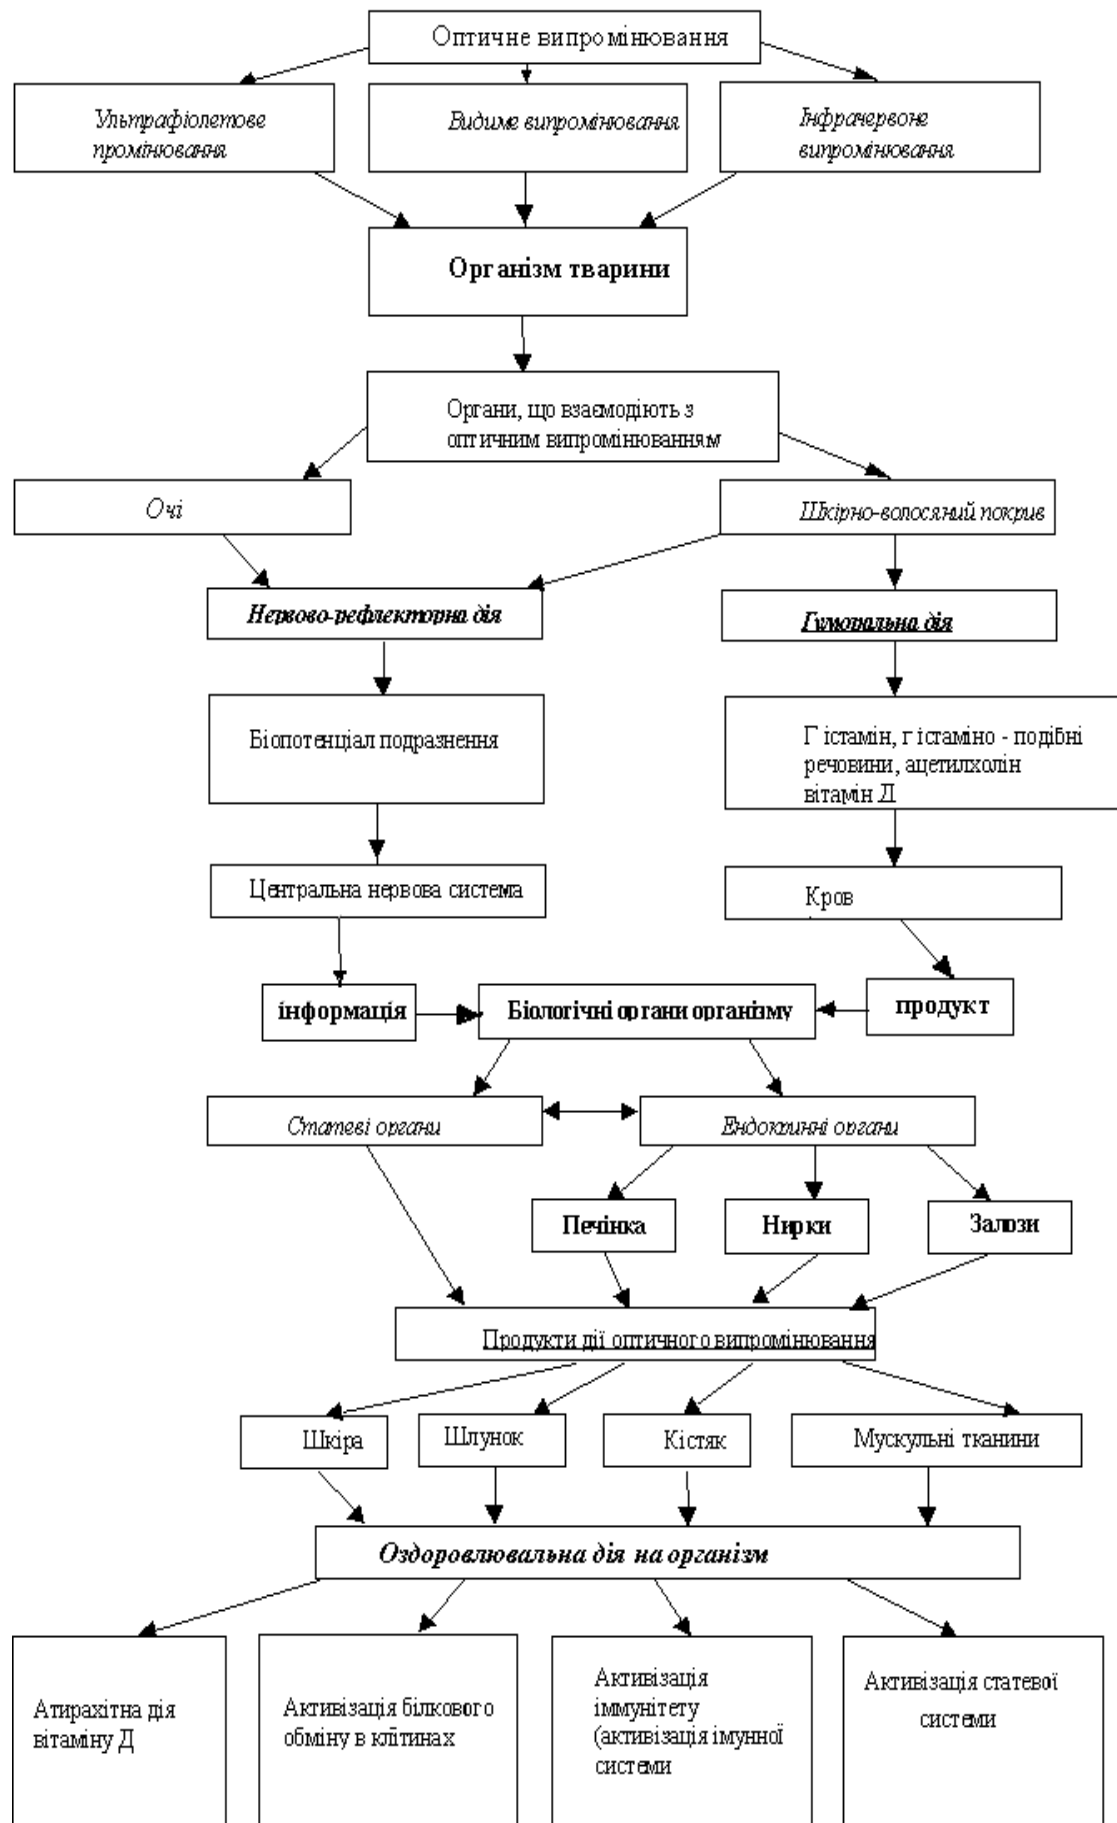 Оптичне випромінювання
Ультрафіолетове
промінювання
Видиме випромінювання
Інфрачервоне
випромінювання
Організм тварини
Органи, що взаємодіють з
оптичним випромінюванням
Очі
Шкірно-волосяний покрив
Нервово-рефлекторна дія
Гуморальна дія
Біопотенціал подразнення
Г істамін, г істаміно - подібні
речовини, ацетилхолін
вітамін Д
Центральна нервова система
Кров
інформація
Біологічні органи організму
продукт
Статеві органи
Ендокринні органи
Печінка
Нирки
Залози
Продукти дії оптичного випромінювання
Шкіра
Шлунок
Кістяк
Мускульні тканини
Оздоровлювальна дія на організм
Атирахітна дія
вітаміну Д
Активізація білкового
обміну в клітинах
Активізація
іммунітету
(активізація імунної
системи
Активізація статевої
системи